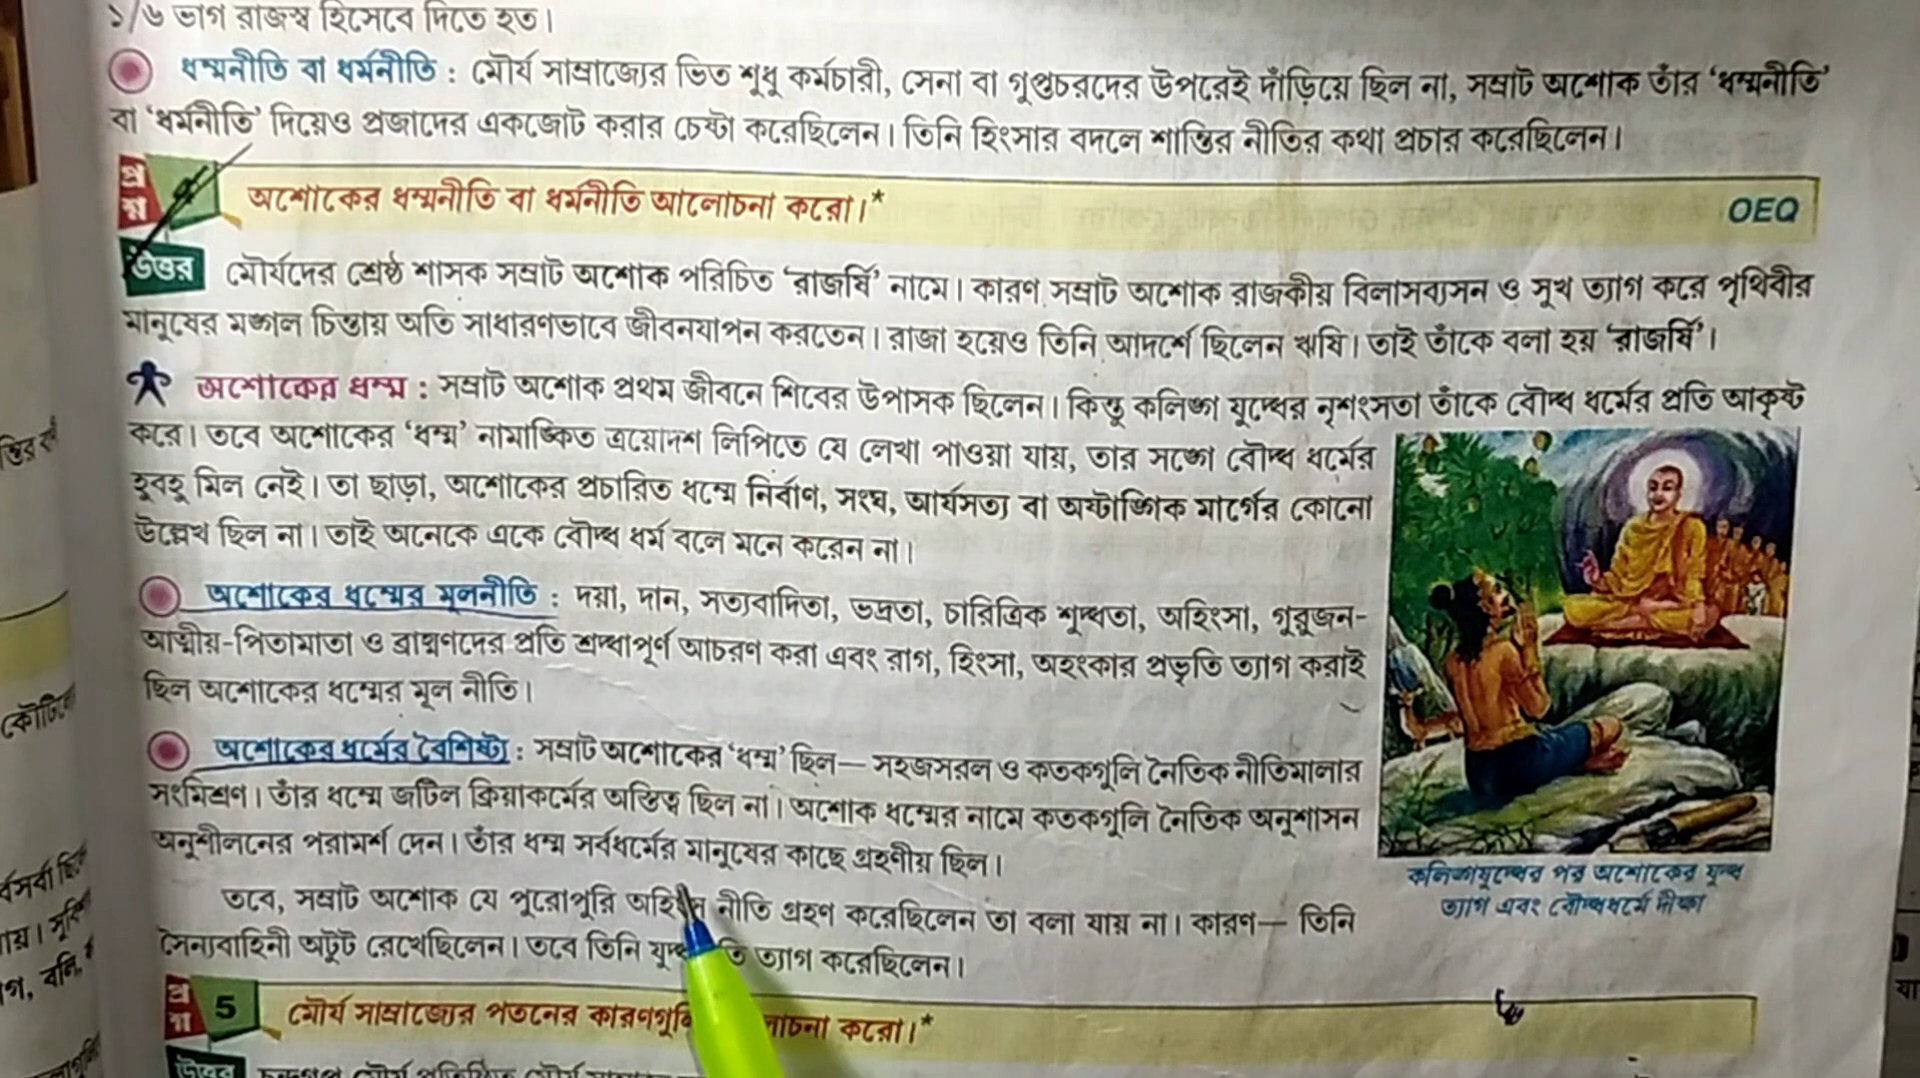 ১/৬ ভাগ রাজস্ব হিসেবে দিতে হত।
ধম্মনীতি বা ধর্মনীতি : মৌর্য সাম্রাজ্যের ভিত শুধু কর্মচারী, সেনা বা গুপ্তচরদের উপরেই দাঁড়িয়ে ছিল না, সম্রাট অশোক তাঁর ‘ধম্মনীতি’
বা ‘ধর্মনীতি’ দিয়েও প্রজাদের একজোট করার চেষ্টা করেছিলেন। তিনি হিংসার বদলে শান্তির নীতির কথা প্রচার করেছিলেন।
প্রশ্ন
অশোকের ধম্মনীতি বা ধর্মনীতি আলোচনা করো।* OEQ
উত্তর মৌর্যদের শ্রেষ্ঠ শাসক সম্রাট অশোক পরিচিত ‘রাজর্ষি’ নামে। কারণ সম্রাট অশোক রাজকীয় বিলাসব্যসন ও সুখ ত্যাগ করে পৃথিবীর
মানুষের মঙ্গল চিন্তায় অতি সাধারণভাবে জীবনযাপন করতেন। রাজা হয়েও তিনি আদর্শে ছিলেন ঋষি। তাই তাঁকে বলা হয় ‘রাজর্ষি’।
অশোকের ধম্ম : সম্রাট অশোক প্রথম জীবনে শিবের উপাসক ছিলেন। কিন্তু কলিঙ্গ যুদ্ধের নৃশংসতা তাঁকে বৌদ্ধ ধর্মের প্রতি আকৃষ্ট
করে। তবে অশোকের ‘ধম্ম’ নামাঙ্কিত ত্রয়োদশ লিপিতে যে লেখা পাওয়া যায়, তার সঙ্গে বৌদ্ধ ধর্মের
হুবহু মিল নেই। তা ছাড়া, অশোকের প্রচারিত ধম্মে নির্বাণ, সংঘ, আর্যসত্য বা অষ্টাঙ্গিক মার্গের কোনো
উল্লেখ ছিল না। তাই অনেকে একে বৌদ্ধ ধর্ম বলে মনে করেন না।
অশোকের ধম্মের মূলনীতি : দয়া, দান, সত্যবাদিতা, ভদ্রতা, চারিত্রিক শুদ্ধতা, অহিংসা, গুরুজন-
আত্মীয়-পিতামাতা ও ব্রাহ্মণদের প্রতি শ্রদ্ধাপূর্ণ আচরণ করা এবং রাগ, হিংসা, অহংকার প্রভৃতি ত্যাগ করাই
ছিল অশোকের ধম্মের মূল নীতি।
অশোকের ধর্মের বৈশিষ্ট্য : সম্রাট অশোকের ‘ধম্ম’ ছিল— সহজসরল ও কতকগুলি নৈতিক নীতিমালার
সংমিশ্রণ। তাঁর ধম্মে জটিল ক্রিয়াকর্মের অস্তিত্ব ছিল না। অশোক ধম্মের নামে কতকগুলি নৈতিক অনুশাসন
অনুশীলনের পরামর্শ দেন। তাঁর ধম্ম সর্বধর্মের মানুষের কাছে গ্রহণীয় ছিল।
তবে, সম্রাট অশোক যে পুরোপুরি নীতি গ্রহণ করেছিলেন তা বলা যায় না। কারণ— তিনি
সৈন্যবাহিনী অটুট রেখেছিলেন। তবে তিনি ত্যাগ করেছিলেন।
কলিঙ্গযুদ্ধের পর অশোকের যুদ্ধ
ত্যাগ এবং বৌদ্ধধর্মে দীক্ষা
প্রশ্ন 5 মৌর্য সাম্রাজ্যের পতনের করো।*
উত্তর চন্দ্রগুপ্ত মৌর্য প্রতিষ্ঠিত মৌর্য